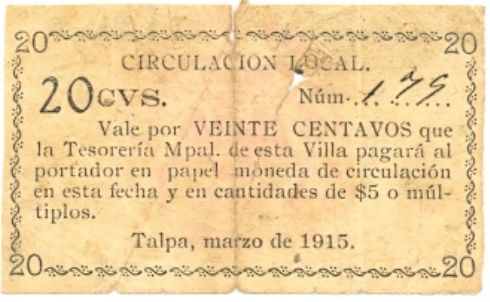 20 20
CIRCULACION LOCAL.
20 CVS. Núm. 179
Vale por VEINTE CENTAVOS que
la Tesorería Mpal. de esta Villa pagará al
portador en papel moneda de circulación
en esta fecha y en cantidades de $5 o múl-
tiplos.
Talpa, marzo de 1915.
20 20